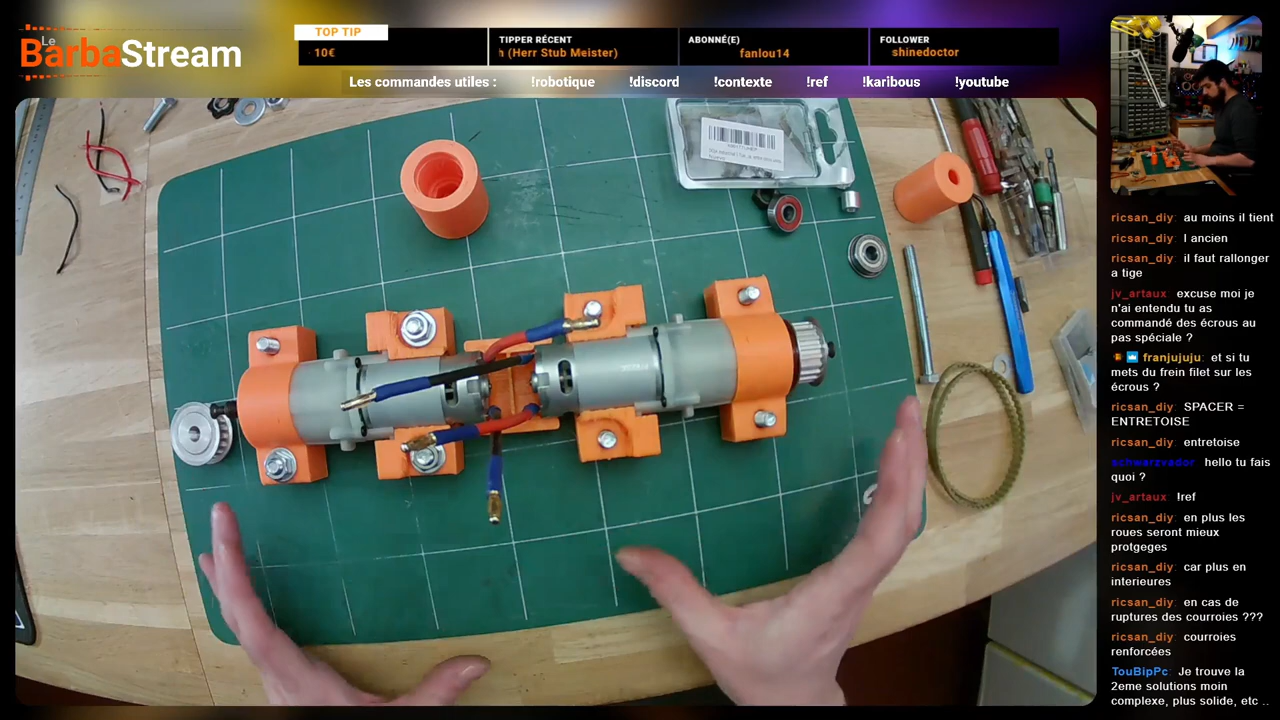 Le
BarbaStream
TOP TIP
10€
TIPPER RÉCENT
h (Herr Stub Meister)
ABONNÉ(E)
fanlou14
FOLLOWER
shinedoctor
Les commandes utiles : !robotique !discord !contexte !ref !karibous !youtube
ricsan_diy: au moins il tient
ricsan_diy: l ancien
ricsan_diy: il faut rallonger
a tige
jv_artaux: excuse moi je
n'ai entendu tu as
commandé des écrous au
pas spéciale ?
franjujuju: et si tu
mets du frein filet sur les
écrous ?
ricsan_diy: SPACER =
ENTRETOISE
ricsan_diy: entretoise
schwarzvador: hello tu fais
quoi ?
jv_artaux: !ref
ricsan_diy: en plus les
roues seront mieux
protgeges
ricsan_diy: car plus en
interieures
ricsan_diy: en cas de
ruptures des courroies ???
ricsan_diy: courroies
renforcées
TouBipPc: Je trouve la
2eme solutions moin
complexe, plus solide, etc ..